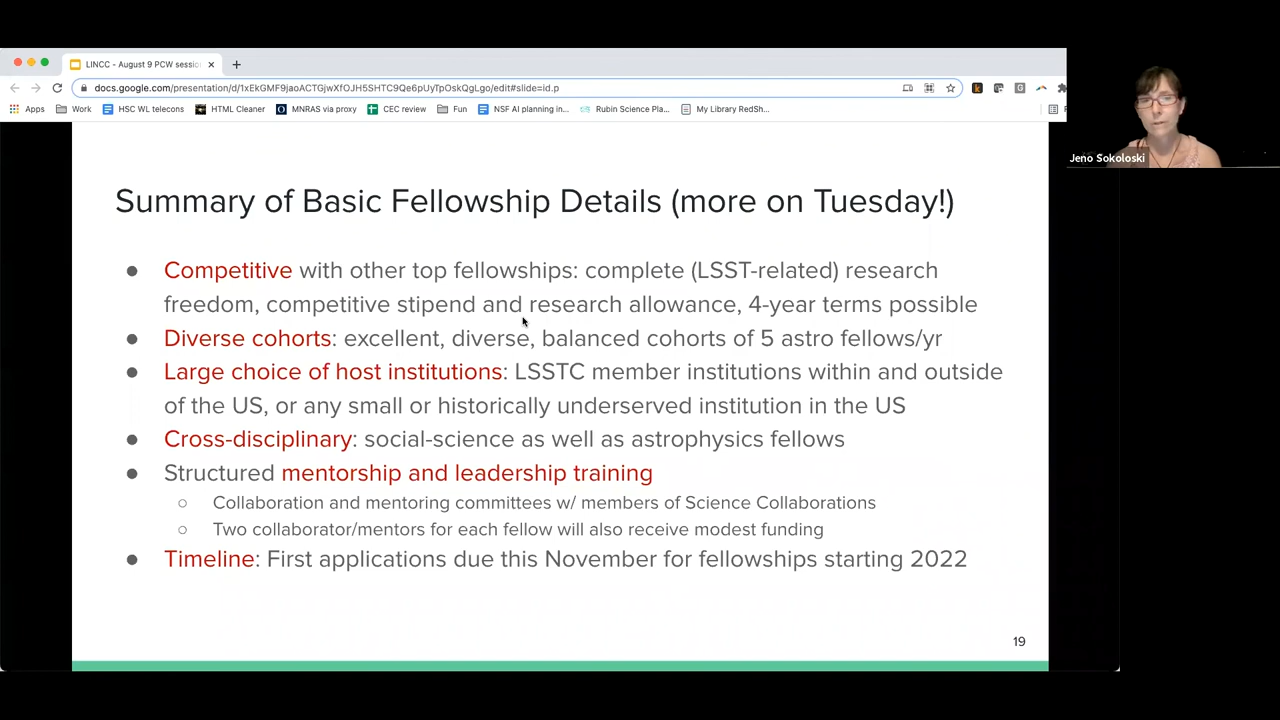 LINCC - August 9 PCW sessio
docs.google.com/presentation/d/1xEkGMF9jaoACTGjwXfOJH5SHTC9Qe6pUyTpOskQgLgo/edit#slide=id.p
Apps Work HSC WL telecons HTML Cleaner MNRAS via proxy CEC review Fun NSF AI planning in... Rubin Science Pla... My Library RedSh...
Jeno Sokoloski
Summary of Basic Fellowship Details (more on Tuesday!)
● Competitive with other top fellowships: complete (LSST-related) research
freedom, competitive stipend and research allowance, 4-year terms possible
● Diverse cohorts: excellent, diverse, balanced cohorts of 5 astro fellows/yr
● Large choice of host institutions: LSSTC member institutions within and outside
of the US, or any small or historically underserved institution in the US
● Cross-disciplinary: social-science as well as astrophysics fellows
● Structured mentorship and leadership training
○ Collaboration and mentoring committees w/ members of Science Collaborations
○ Two collaborator/mentors for each fellow will also receive modest funding
● Timeline: First applications due this November for fellowships starting 2022
19